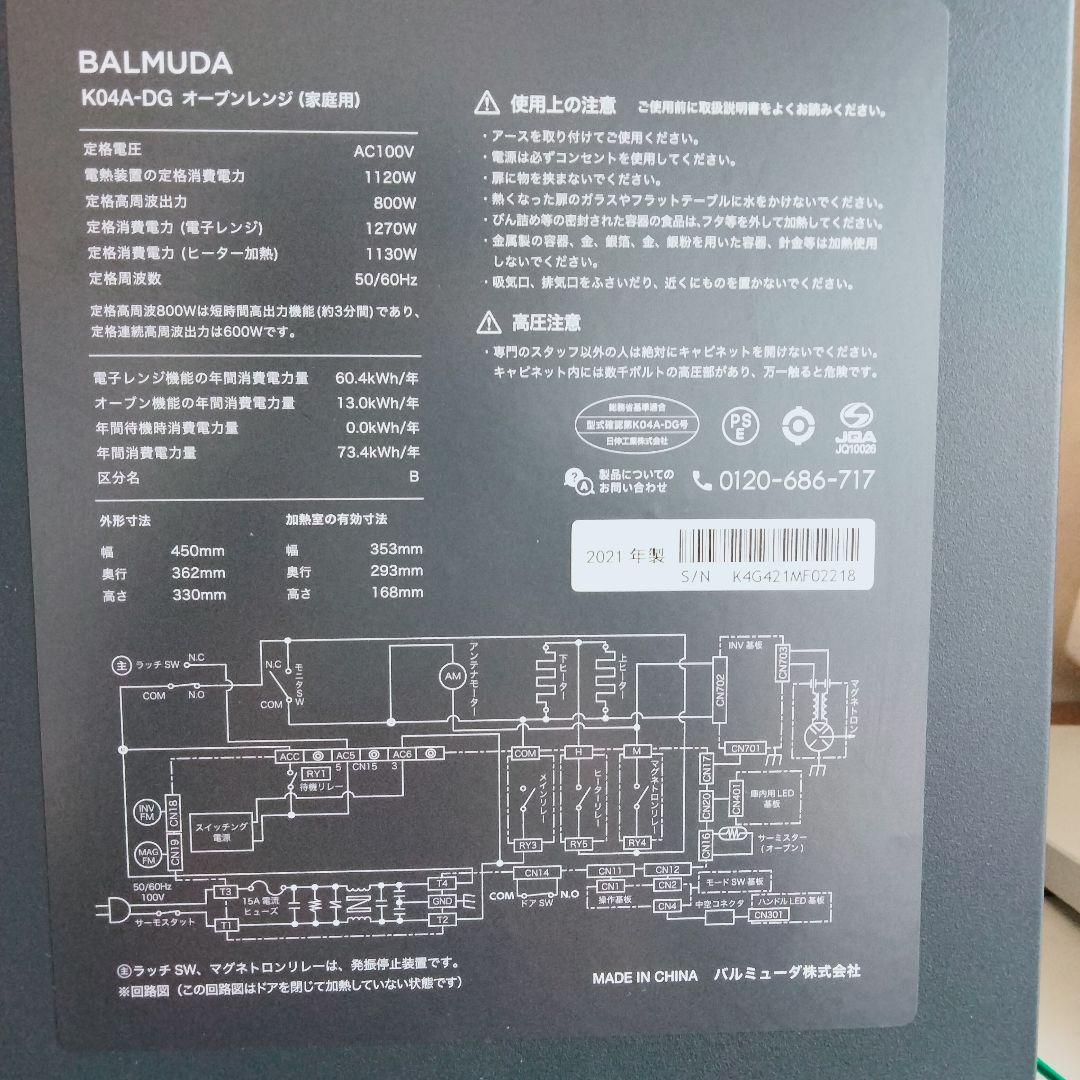 BALMUDA
K04A-DG オーブンレンジ (家庭用)
定格電圧 AC100V
電熱装置の定格消費電力 1120W
定格高周波出力 800W
定格消費電力 (電子レンジ) 1270W
定格消費電力 (ヒーター加熱) 1130W
定格周波数 50/60Hz
定格高周波800Wは短時間高出力機能(約3分間)であり、
定格連続高周波出力は600Wです。
電子レンジ機能の年間消費電力量 60.4kWh/年
オーブン機能の年間消費電力量 13.0kWh/年
年間待機時消費電力量 0.0kWh/年
年間消費電力量 73.4kWh/年
区分名 B
外形寸法 加熱室の有効寸法
幅 450mm 幅 353mm
奥行 362mm 奥行 293mm
高さ 330mm 高さ 168mm
⚠ 使用上の注意 ご使用前に取扱説明書をよくお読みください。
・アースを取り付けてご使用ください。
・電源は必ずコンセントを使用してください。
・扉に物を挟まないでください。
・熱くなった扉のガラスやフラットテーブルに水をかけないでください。
・びん詰め等の密封された容器の食品は、フタ等を外して加熱してください。
・金属製の容器、金、銀箔、金、銀粉を用いた容器、針金等は加熱使用
しないでください。
・吸気口、排気口をふさいだり、近くにものを置かないでください。
⚠ 高圧注意
・専門のスタッフ以外の人は絶対にキャビネットを開けないでください。
キャビネット内には数千ボルトの高圧部があり、万一触ると危険です。
総務省基準適合
型式確認第K04A-DG号
日伸工業株式会社
PS
E
JQA
JQ10026
製品についての
お問い合わせ
0120-686-717
2021 年製
S/N K4G421MF02218
主 ラッチ SW
N.C
COM
N.O
N.C
モニタSW
COM
AM
アンテナモーター
下ヒーター
上ヒーター
INV 基板
CN702
CN703
マグネトロン
CN701
ACC
AC5
AC6
5
CN15
3
RY1
待機リレー
COM
H
M
メインリレー
ヒーターリレー
マグネトロンリレー
RY3
RY5
RY4
CN17
CN20
CN16
CN401
庫内用 LED
基板
サーミスター
(オーブン)
INV
FM
MAG
FM
CN18
CN19
スイッチング
電源
50/60Hz
100V
サーモスタット
T3
T1
15A 電流
ヒューズ
T4
GND
T2
CN14
COM
ドア SW
N.O
CN11
CN12
CN1
CN2
操作基板
CN4
モード SW 基板
中空コネクタ
ハンドル LED 基板
CN301
主ラッチ SW、マグネトロンリレーは、発振停止装置です。
※回路図 (この回路図はドアを閉じて加熱していない状態です)
MADE IN CHINA バルミューダ株式会社